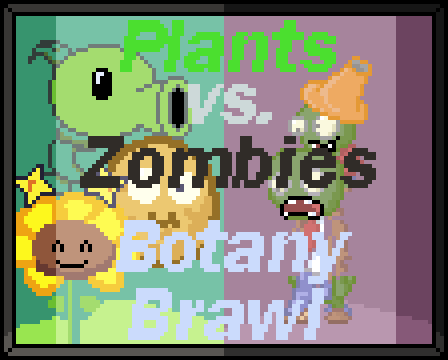 Plants
vs.
Zombies
Botany
Brawl